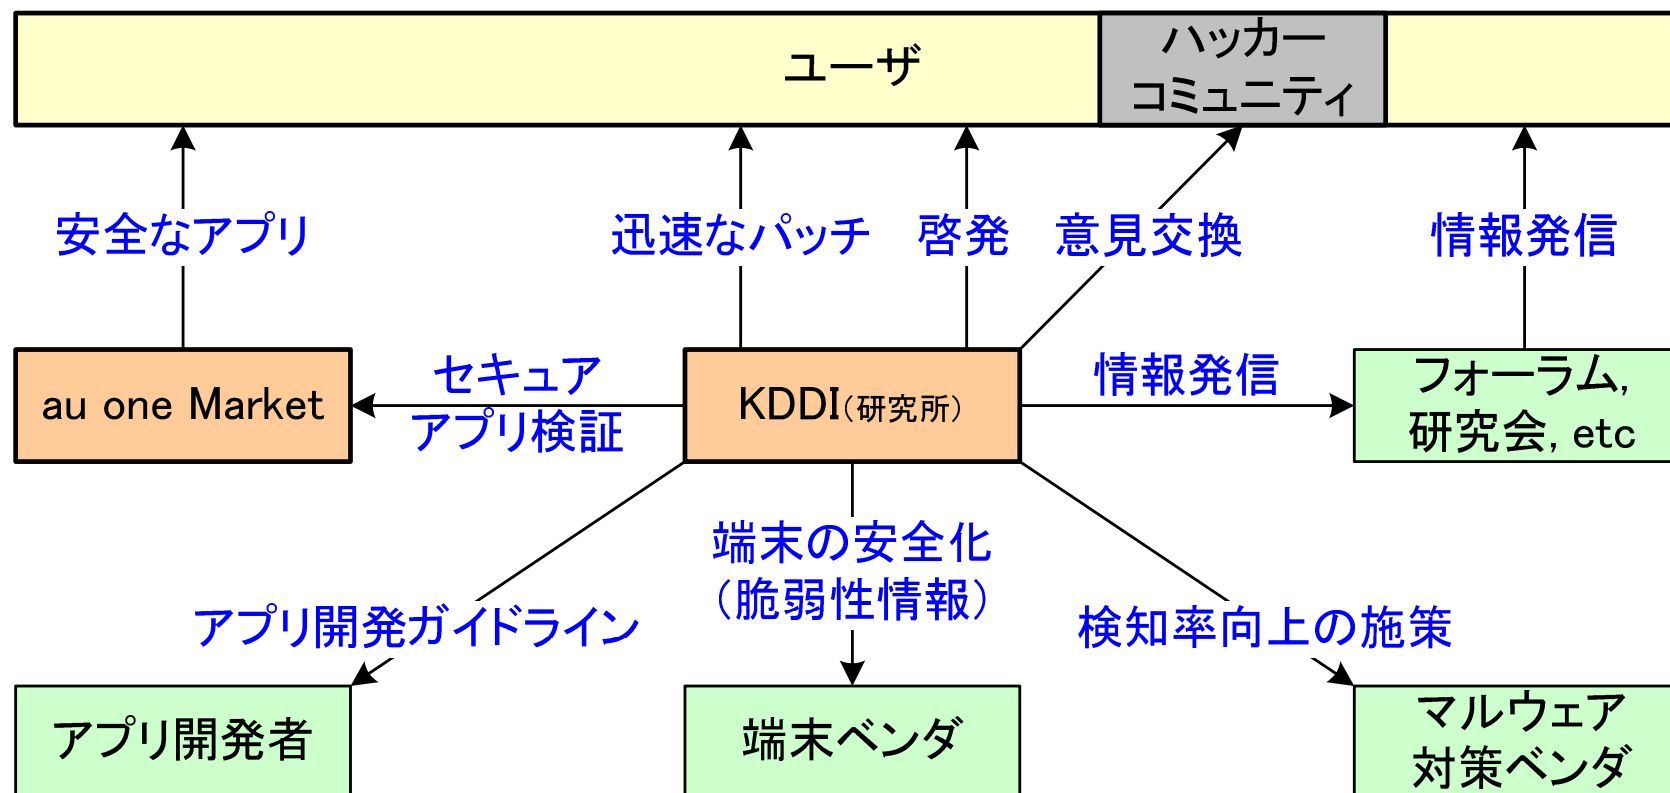 ユーザ
ハッカー
コミュニティ
安全なアプリ
迅速なパッチ
啓発
意見交換
情報発信
au one Market
セキュア
アプリ検証
KDDI(研究所)
情報発信
フォーラム,
研究会, etc
端末の安全化
(脆弱性情報)
アプリ開発ガイドライン
検知率向上の施策
アプリ開発者
端末ベンダ
マルウェア
対策ベンダ